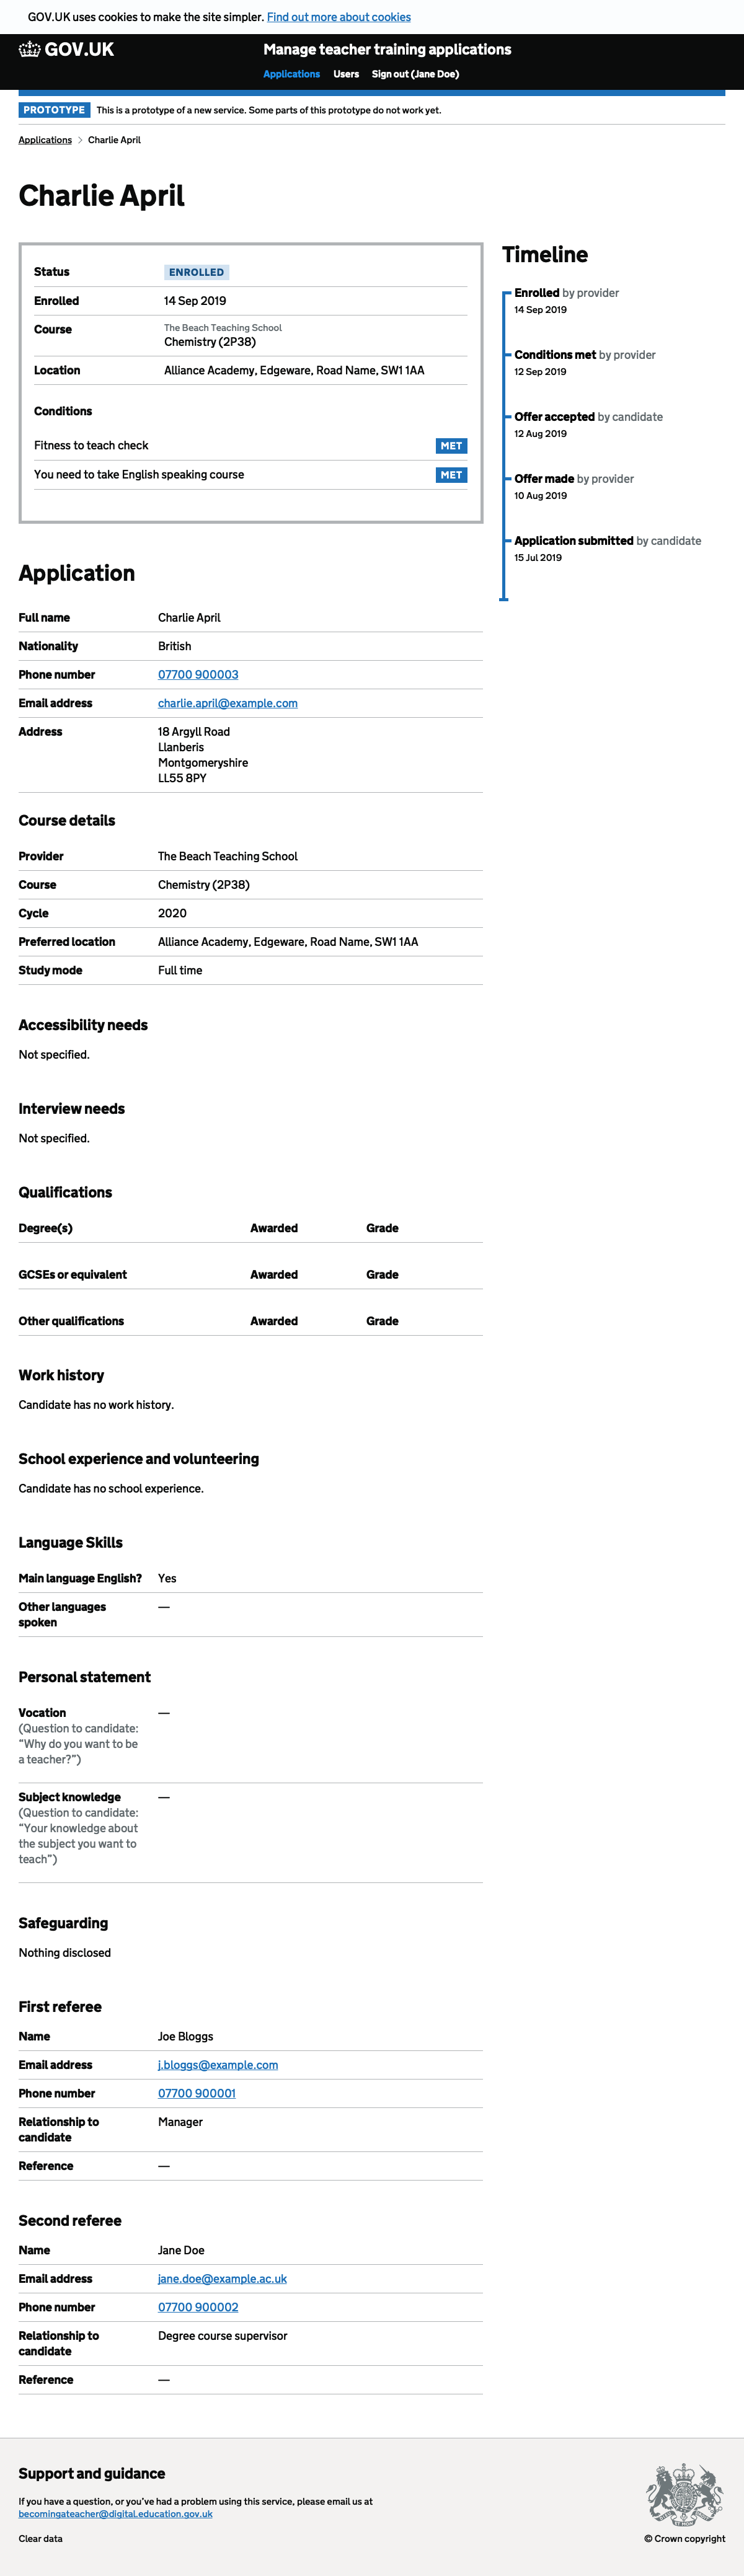 GOV.UK uses cookies to make the site simpler. Find out more about cookies
GOV.UK
Manage teacher training applications
Applications Users Sign out (Jane Doe)
PROTOTYPE This is a prototype of a new service. Some parts of this prototype do not work yet.
Applications > Charlie April
Charlie April
Status ENROLLED
Enrolled 14 Sep 2019
Course The Beach Teaching School
Chemistry (2P38)
Location Alliance Academy, Edgeware, Road Name, SW1 1AA
Conditions
Fitness to teach check MET
You need to take English speaking course MET
Timeline
Enrolled by provider
14 Sep 2019
Conditions met by provider
12 Sep 2019
Offer accepted by candidate
12 Aug 2019
Offer made by provider
10 Aug 2019
Application submitted by candidate
15 Jul 2019
Application
Full name Charlie April
Nationality British
Phone number 07700 900003
Email address charlie.april@example.com
Address 18 Argyll Road
Llanberis
Montgomeryshire
LL55 8PY
Course details
Provider The Beach Teaching School
Course Chemistry (2P38)
Cycle 2020
Preferred location Alliance Academy, Edgeware, Road Name, SW1 1AA
Study mode Full time
Accessibility needs
Not specified.
Interview needs
Not specified.
Qualifications
Degree(s) Awarded Grade
GCSEs or equivalent Awarded Grade
Other qualifications Awarded Grade
Work history
Candidate has no work history.
School experience and volunteering
Candidate has no school experience.
Language Skills
Main language English? Yes
Other languages —
spoken
Personal statement
Vocation —
(Question to candidate:
“Why do you want to be
a teacher?”)
Subject knowledge —
(Question to candidate:
“Your knowledge about
the subject you want to
teach”)
Safeguarding
Nothing disclosed
First referee
Name Joe Bloggs
Email address j.bloggs@example.com
Phone number 07700 900001
Relationship to Manager
candidate
Reference —
Second referee
Name Jane Doe
Email address jane.doe@example.ac.uk
Phone number 07700 900002
Relationship to Degree course supervisor
candidate
Reference —
Support and guidance
If you have a question, or you’ve had a problem using this service, please email us at
becomingateacher@digital.education.gov.uk
Clear data
© Crown copyright